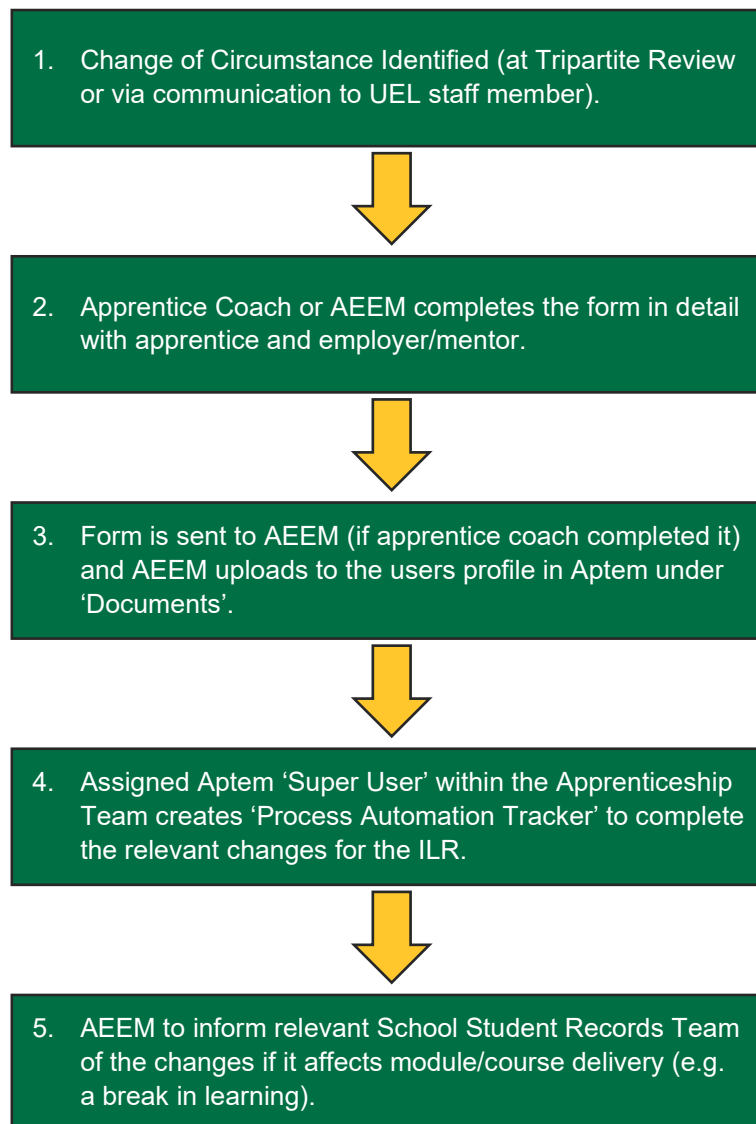 1. Change of Circumstance Identified (at Tripartite Review
or via communication to UEL staff member).
2. Apprentice Coach or AEEM completes the form in detail
with apprentice and employer/mentor.
3. Form is sent to AEEM (if apprentice coach completed it)
and AEEM uploads to the users profile in Aptem under
‘Documents’.
4. Assigned Aptem ‘Super User’ within the Apprenticeship
Team creates ‘Process Automation Tracker’ to complete
the relevant changes for the ILR.
5. AEEM to inform relevant School Student Records Team
of the changes if it affects module/course delivery (e.g.
a break in learning).